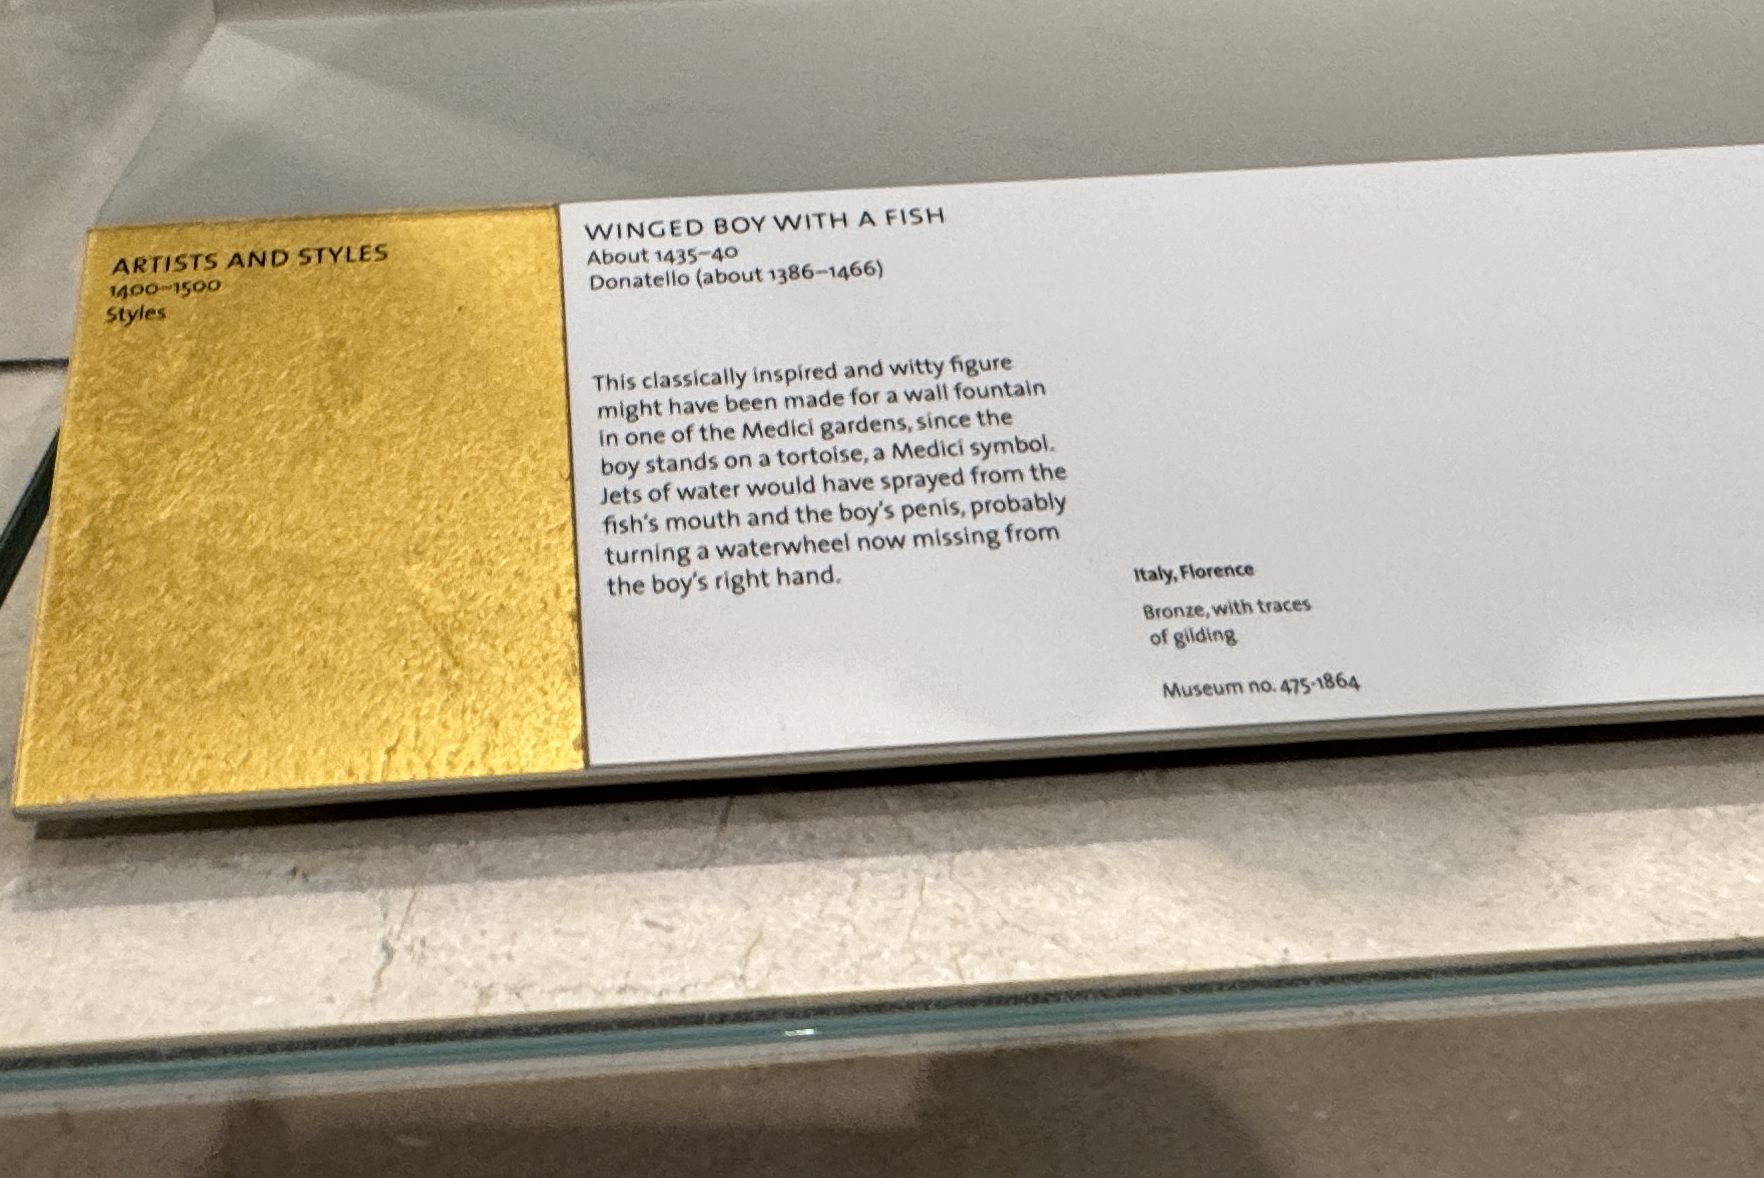 ARTISTS AND STYLES
1400–1500
Styles
WINGED BOY WITH A FISH
About 1435–40
Donatello (about 1386–1466)
This classically inspired and witty figure
might have been made for a wall fountain
in one of the Medici gardens, since the
boy stands on a tortoise, a Medici symbol.
Jets of water would have sprayed from the
fish's mouth and the boy's penis, probably
turning a waterwheel now missing from
the boy's right hand.
Italy, Florence
Bronze, with traces
of gilding
Museum no. 475-1864